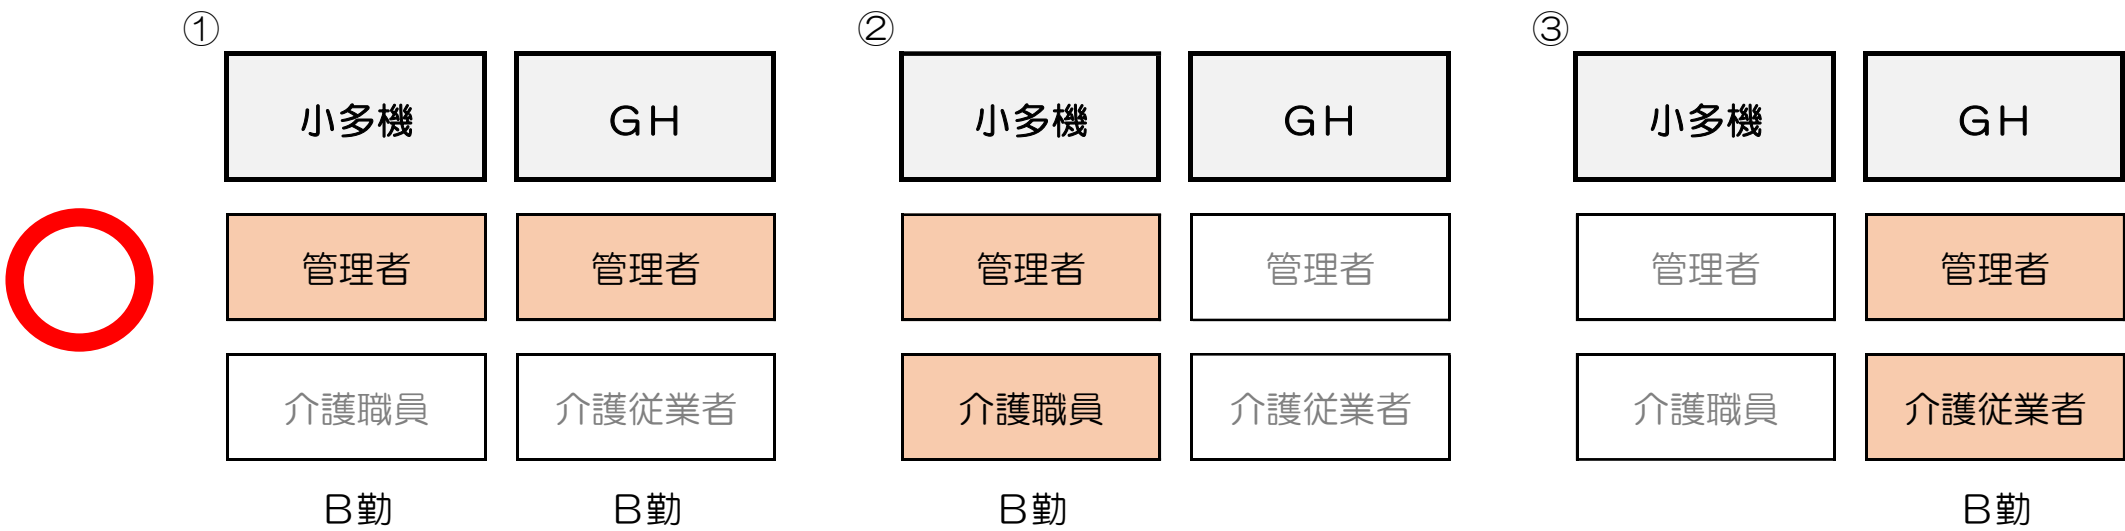 ① ② ③
小多機 GH 小多機 GH 小多機 GH
管理者 管理者 管理者 管理者 管理者 管理者
介護職員 介護従業者 介護職員 介護従業者 介護職員 介護従業者
B勤 B勤 B勤 B勤